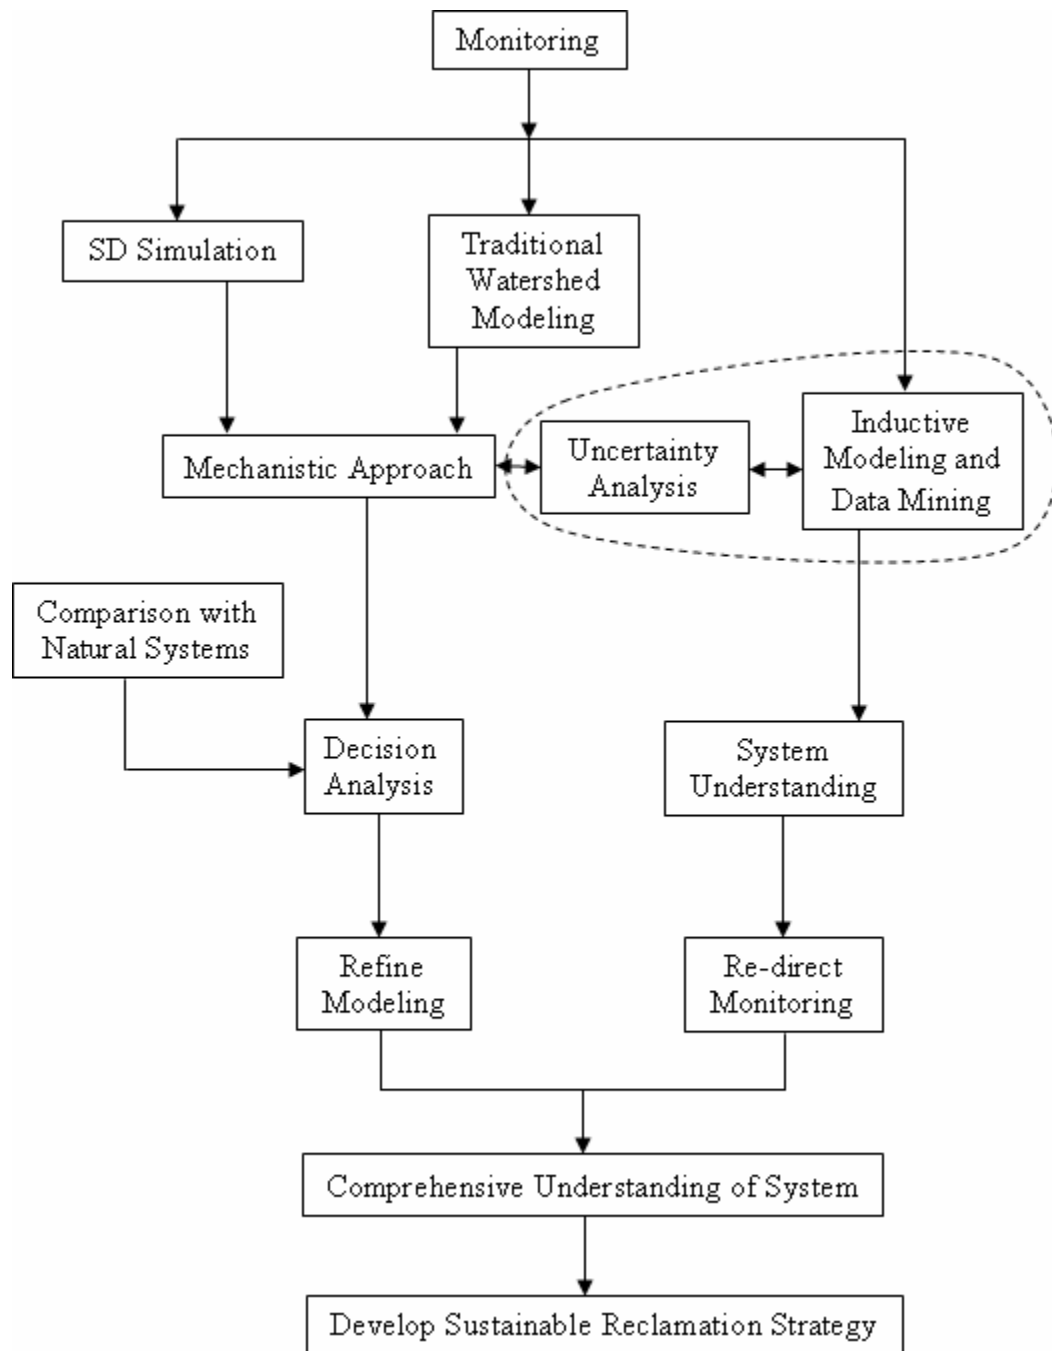 Monitoring
SD Simulation
Traditional
Watershed
Modeling
Mechanistic Approach
Uncertainty
Analysis
Inductive
Modeling and
Data Mining
Comparison with
Natural Systems
Decision
Analysis
System
Understanding
Refine
Modeling
Re-direct
Monitoring
Comprehensive Understanding of System
Develop Sustainable Reclamation Strategy